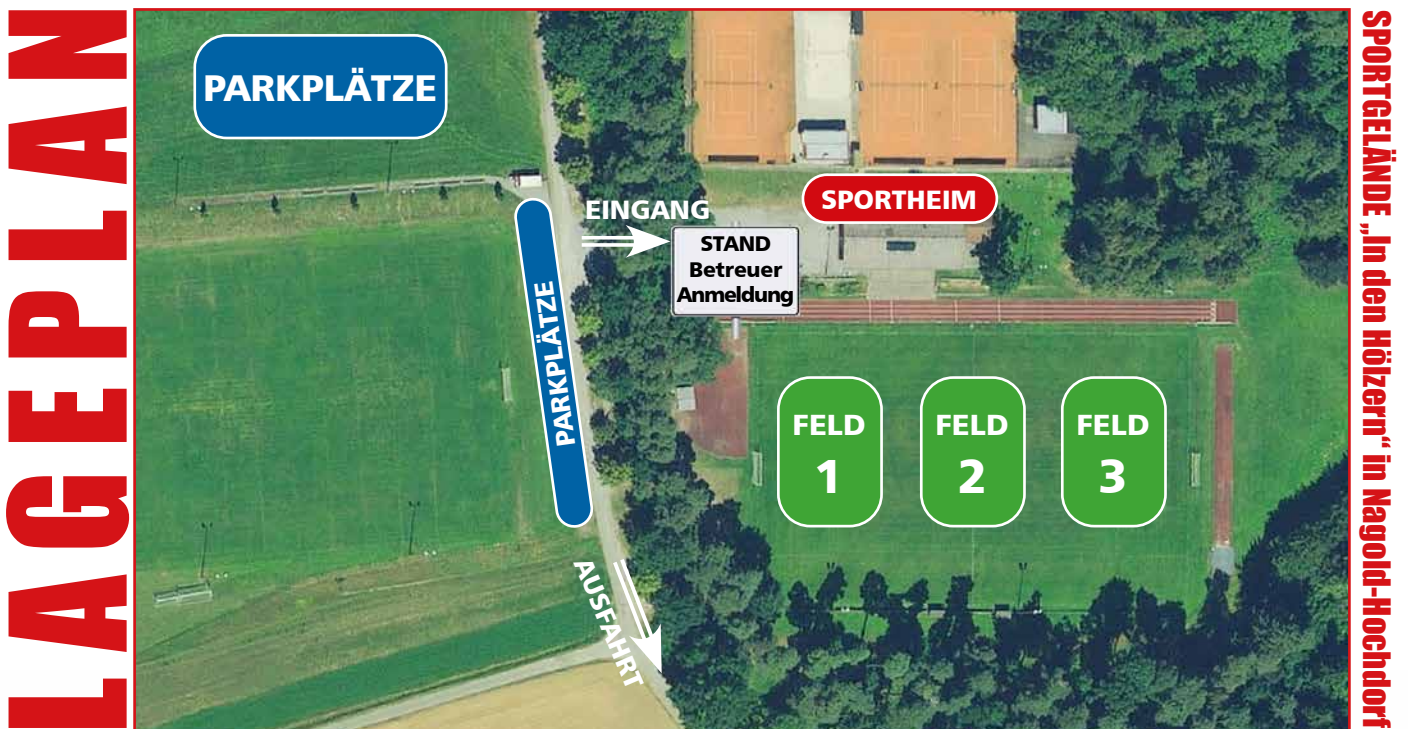 LAGEPLAN
PARKPLÄTZE
EINGANG
SPORTHEIM
STAND
Betreuer
Anmeldung
PARKPLÄTZE
FELD
1
FELD
2
FELD
3
AUSFAHRT
SPORTGELÄNDE „In den Hölzern“ in Nagold-Hochdorf